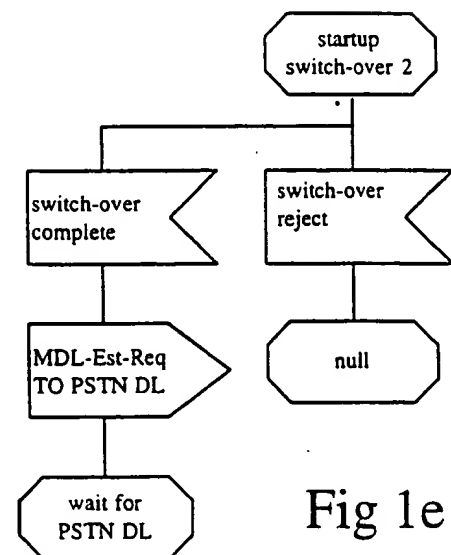 startup
switch-over 2
switch-over
complete
switch-over
reject
MDL-Est-Req
TO PSTN DL
null
wait for
PSTN DL
Fig 1e